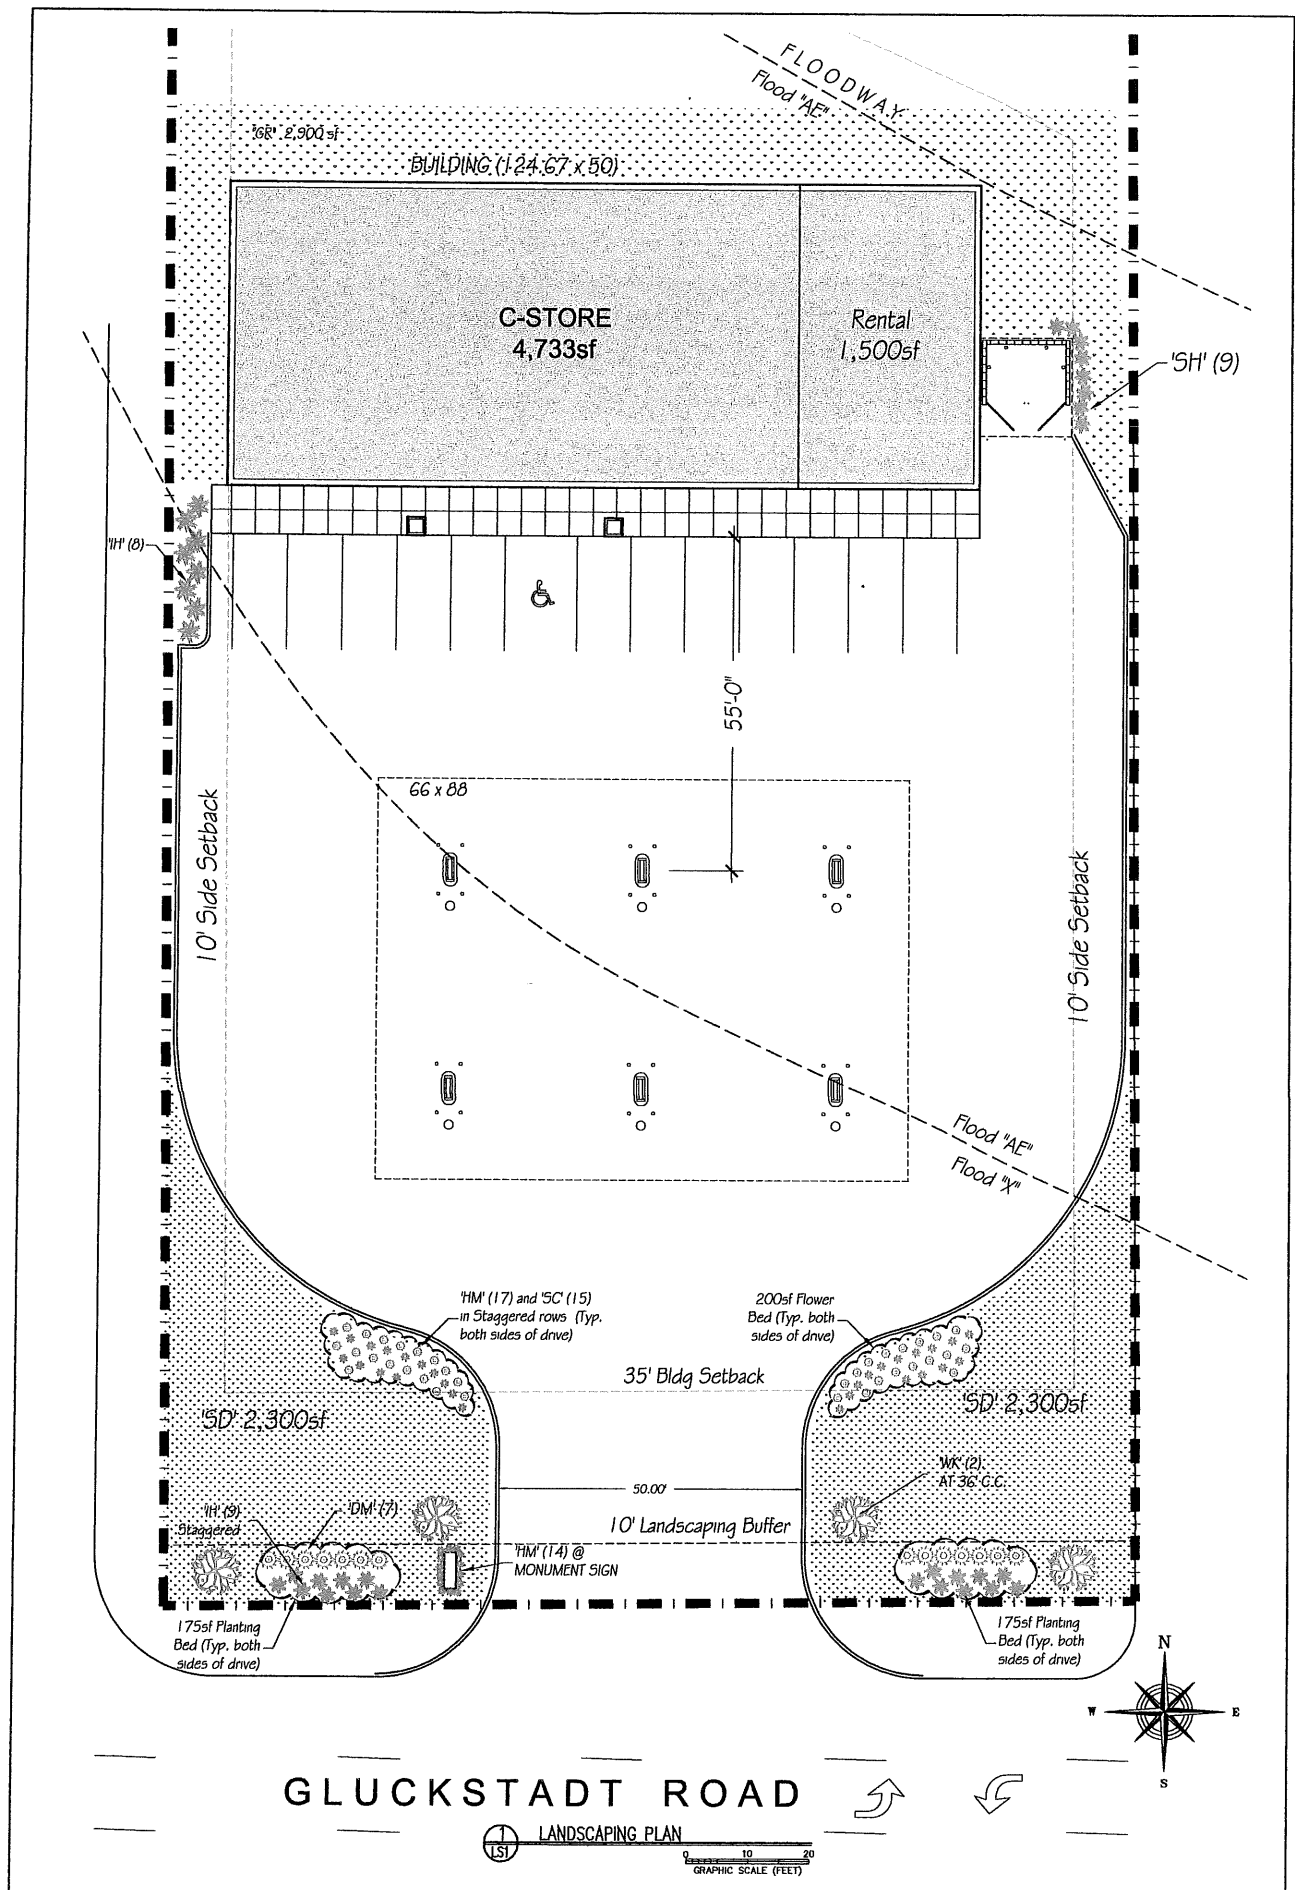 FLOODWAY
Flood "AE"
'GR' 2,900 sf
BUILDING (124.67 x 50)
C-STORE
4,733sf
Rental
1,500sf
'SH' (9)
'IH' (8)
55'-0"
66 x 88
10' Side Setback
10' Side Setback
Flood "AE"
Flood "X"
'HM' (17) and 'SC' (15)
in Staggered rows (Typ.
both sides of drive)
200sf Flower
Bed (Typ. both
sides of drive)
35' Bldg Setback
'SD' 2,300sf
'SD' 2,300sf
'WK' (2)
AT 36' C.C.
50.00'
'IH' (9)
Staggered
'DM' (7)
10' Landscaping Buffer
'HM' (14) @
MONUMENT SIGN
175sf Planting
Bed (Typ. both
sides of drive)
175sf Planting
Bed (Typ. both
sides of drive)
N
W
E
S
GLUCKSTADT ROAD
1
LS1
LANDSCAPING PLAN
0 10 20
GRAPHIC SCALE (FEET)